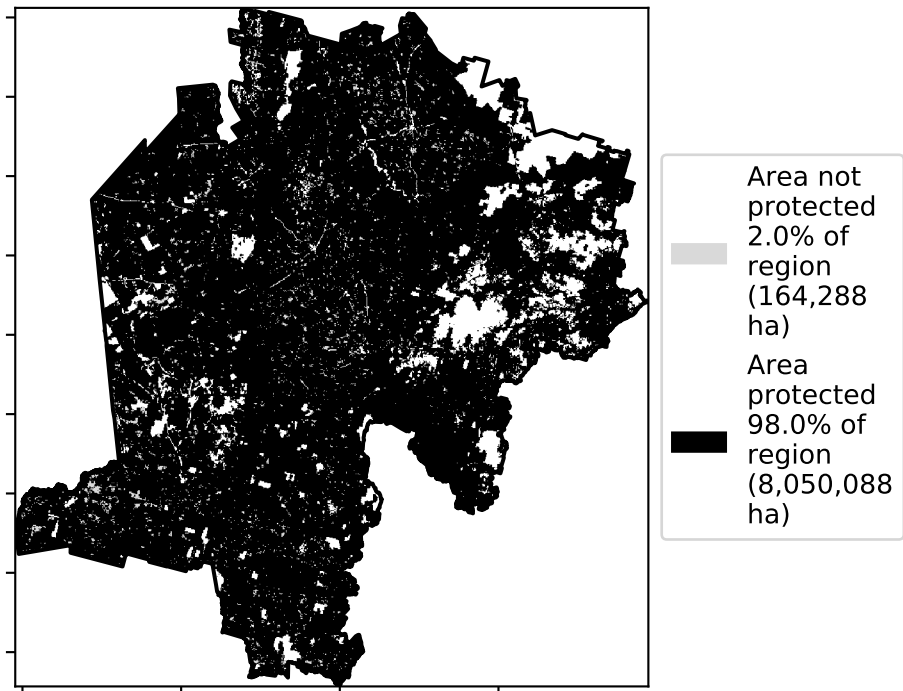 Area not
protected
2.0% of
region
(164,288
ha)
Area
protected
98.0% of
region
(8,050,088
ha)